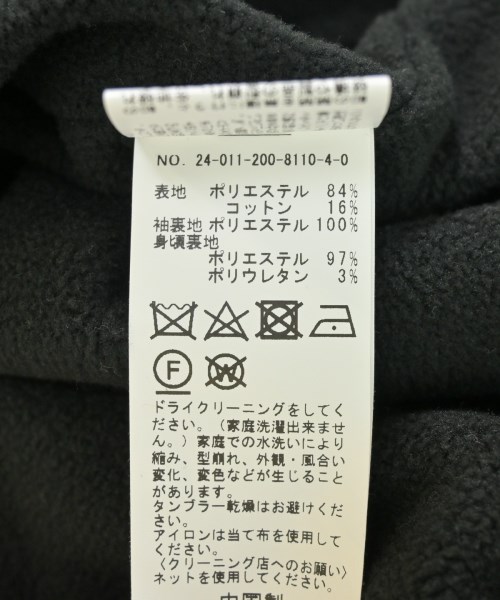 NO. 24-011-200-8110-4-0
表地 ポリエステル 84%
コットン 16%
袖裏地 ポリエステル 100%
身頃裏地
ポリエステル 97%
ポリウレタン 3%
F W
ドライクリーニングをしてく
ださい。(家庭洗濯出来ませ
ん。)家庭での水洗いにより
縮み、型崩れ、外観・風合い
変化、変色などが生じること
があります。
タンブラー乾燥はお避けくだ
さい。
アイロンは当て布を使用して
ください。
〈クリーニング店へのお願い〉
ネットを使用してください。
中国製